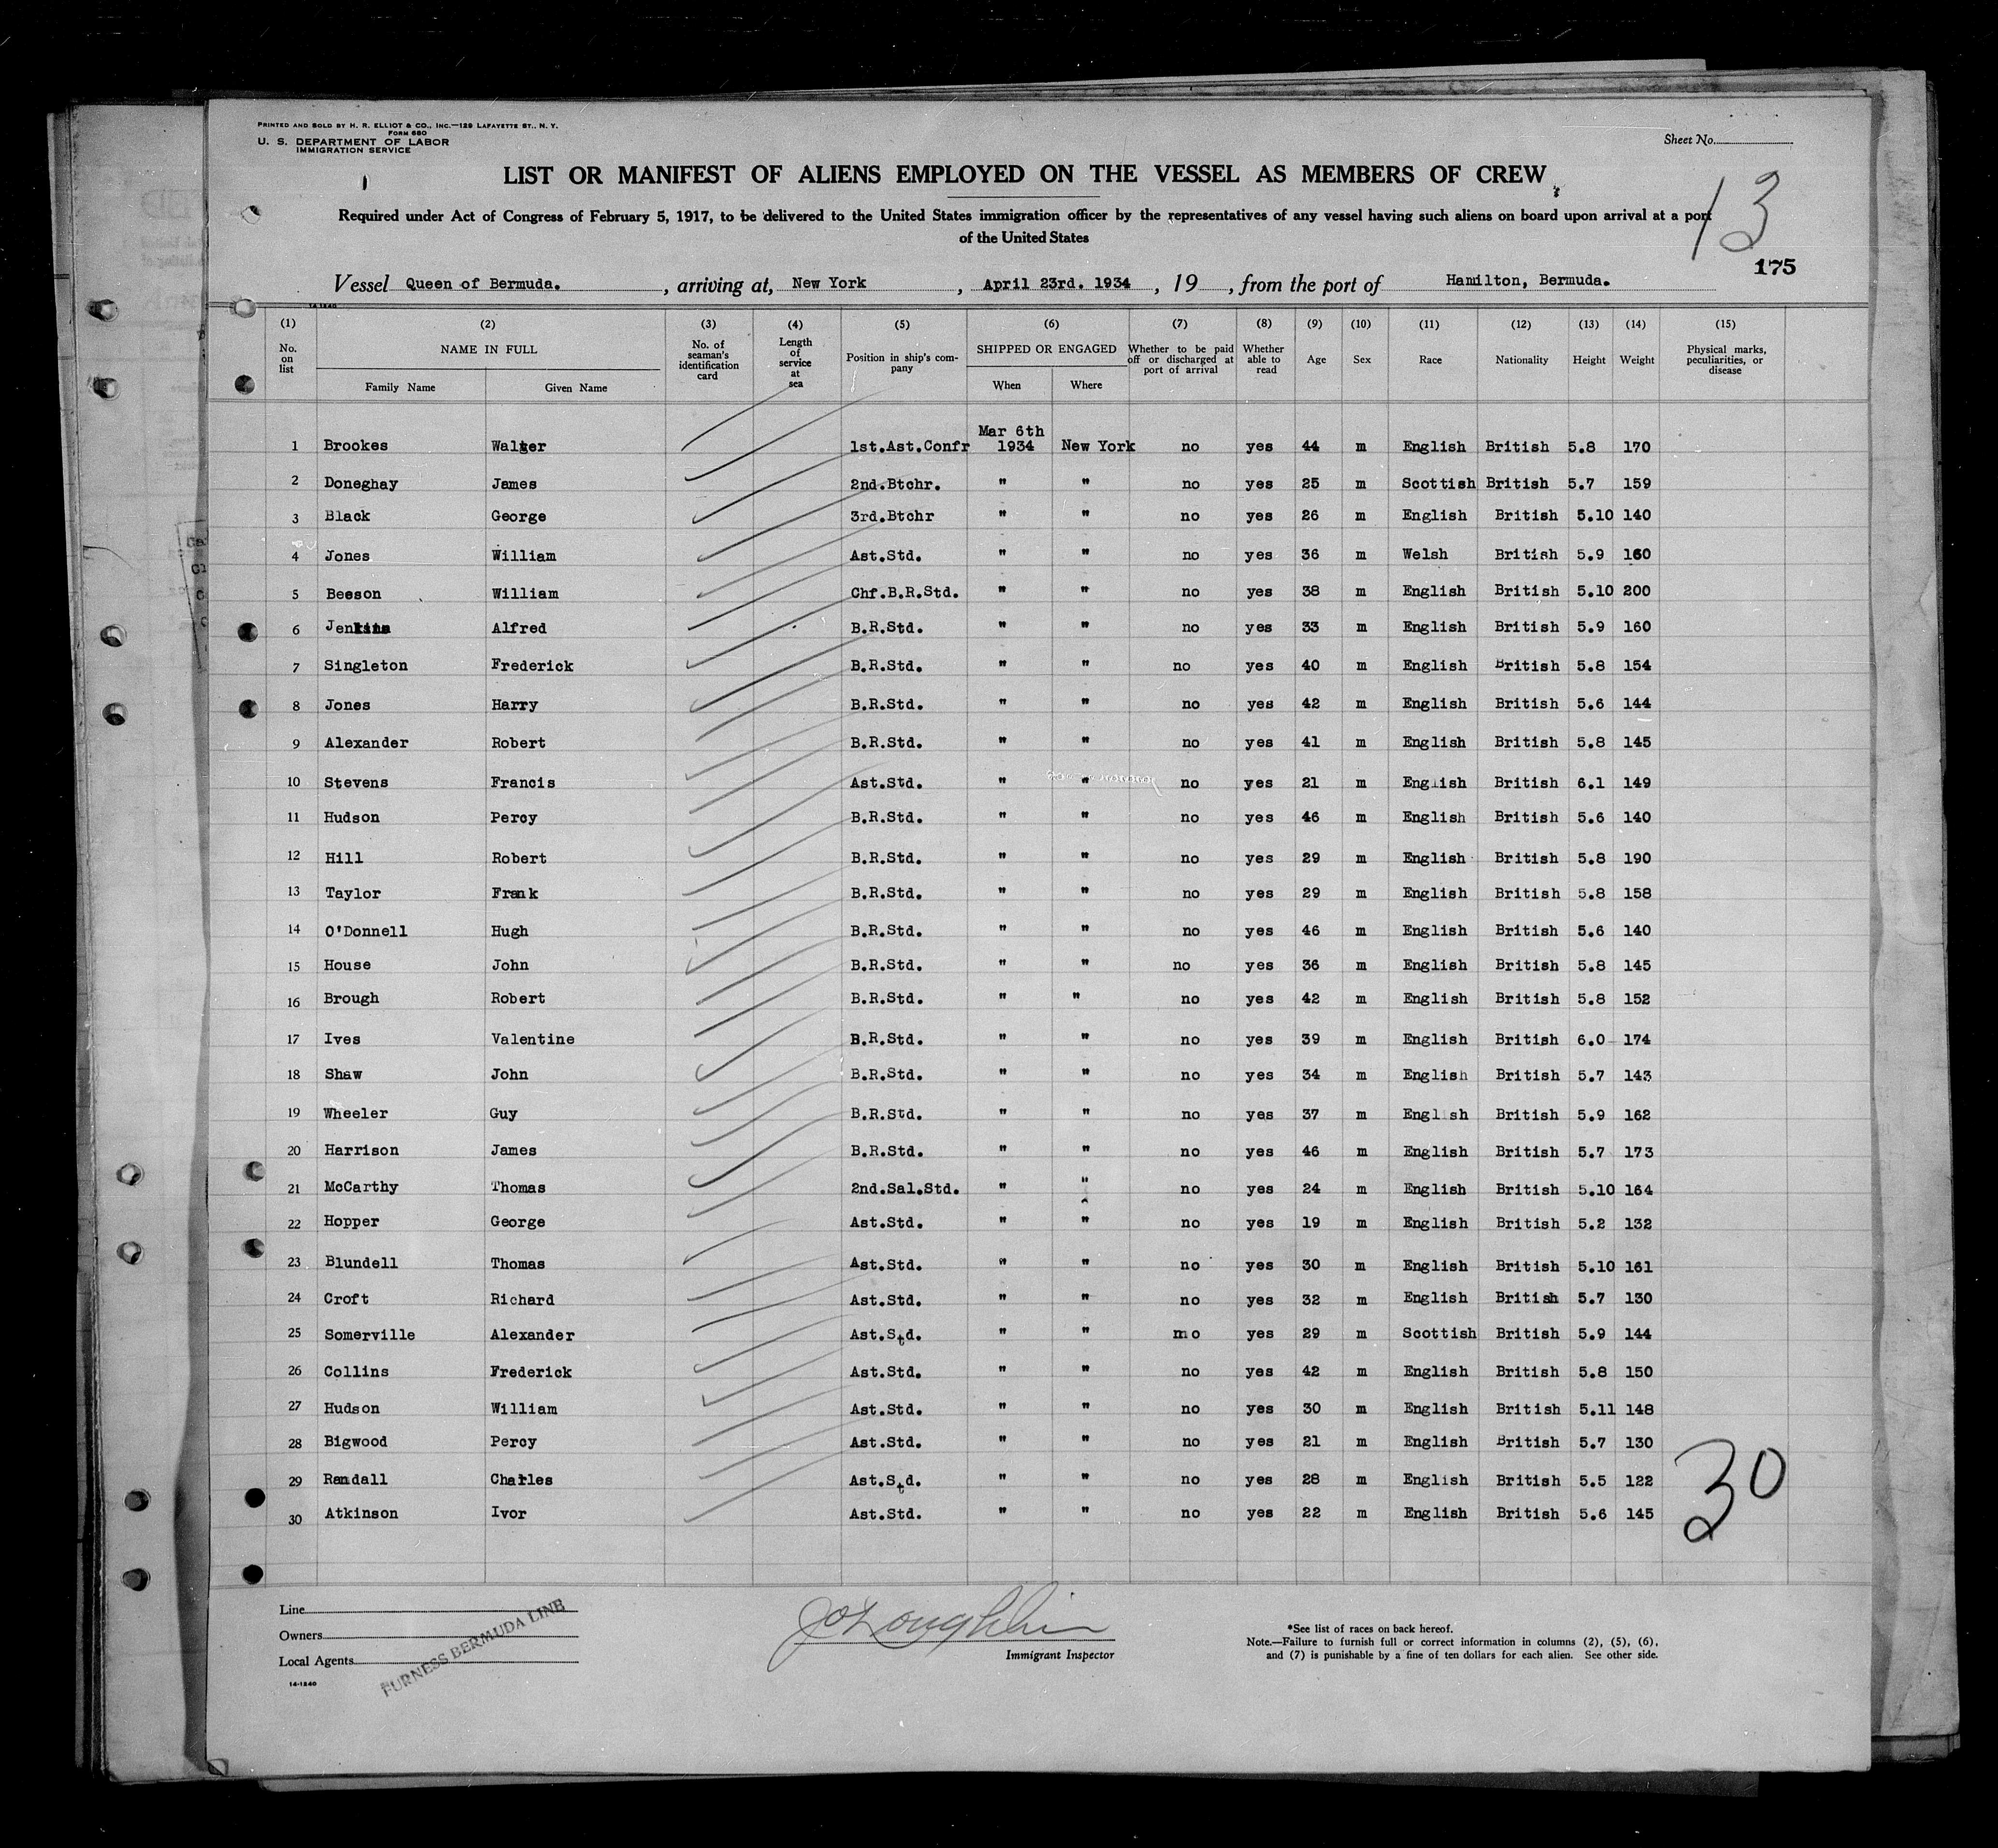 PRINTED AND SOLD BY H. R. ELLIOT & CO., INC.—129 LAFAYETTE ST., N. Y.
FORM 680
U. S. DEPARTMENT OF LABOR
IMMIGRATION SERVICE
Sheet No.
LIST OR MANIFEST OF ALIENS EMPLOYED ON THE VESSEL AS MEMBERS OF CREW
13
Required under Act of Congress of February 5, 1917, to be delivered to the United States immigration officer by the representatives of any vessel having such aliens on board upon arrival at a port
of the United States
175
Vessel Queen of Bermuda. , arriving at, New York , April 23rd. 1934 , 19 , from the port of Hamilton, Bermuda.
14-1240
(1) (2) (3) (4) (5) (6) (7) (8) (9) (10) (11) (12) (13) (14) (15)
No. on list NAME IN FULL Family Name Given Name No. of seaman's identification card Length of service at sea Position in ship's company SHIPPED OR ENGAGED When Where Whether to be paid off or discharged at port of arrival Whether able to read Age Sex Race Nationality Height Weight Physical marks, peculiarities, or disease
Mar 6th
1 Brookes Walter 1st.Ast.Confr 1934 New York no yes 44 m English British 5.8 170
2 Doneghay James 2nd.Btchr. " " no yes 25 m Scottish British 5.7 159
3 Black George 3rd.Btchr " " no yes 26 m English British 5.10 140
4 Jones William Ast.Std. " " no yes 36 m Welsh British 5.9 160
5 Beeson William Chf.B.R.Std. " " no yes 38 m English British 5.10 200
6 Jenkins Alfred B.R.Std. " " no yes 33 m English British 5.9 160
7 Singleton Frederick B.R.Std. " " no yes 40 m English British 5.8 154
8 Jones Harry B.R.Std. " " no yes 42 m English British 5.6 144
9 Alexander Robert B.R.Std. " " no yes 41 m English British 5.8 145
10 Stevens Francis Ast.Std. " " no yes 21 m English British 6.1 149
11 Hudson Percy B.R.Std. " " no yes 46 m English British 5.6 140
12 Hill Robert B.R.Std. " " no yes 29 m English British 5.8 190
13 Taylor Frank B.R.Std. " " no yes 29 m English British 5.8 158
14 O'Donnell Hugh B.R.Std. " " no yes 46 m English British 5.6 140
15 House John B.R.Std. " " no yes 36 m English British 5.8 145
16 Brough Robert B.R.Std. " " no yes 42 m English British 5.8 152
17 Ives Valentine B.R.Std. " " no yes 39 m English British 6.0 174
18 Shaw John B.R.Std. " " no yes 34 m English British 5.7 143
19 Wheeler Guy B.R.Std. " " no yes 37 m English British 5.9 162
20 Harrison James B.R.Std. " " no yes 46 m English British 5.7 173
21 McCarthy Thomas 2nd.Sal.Std. " " no yes 24 m English British 5.10 164
22 Hopper George Ast.Std. " " no yes 19 m English British 5.2 132
23 Blundell Thomas Ast.Std. " " no yes 30 m English British 5.10 161
24 Croft Richard Ast.Std. " " no yes 32 m English British 5.7 130
25 Somerville Alexander Ast.Std. " " mo yes 29 m Scottish British 5.9 144
26 Collins Frederick Ast.Std. " " no yes 42 m English British 5.8 150
27 Hudson William Ast.Std. " " no yes 30 m English British 5.11 148
28 Bigwood Percy Ast.Std. " " no yes 21 m English British 5.7 130
29 Randall Charles Ast.Std. " " no yes 28 m English British 5.5 122
30 Atkinson Ivor Ast.Std. " " no yes 22 m English British 5.6 145
30
Line
Owners
Local Agents
FURNESS BERMUDA LINE
14-1240
JO'Loughlin
Immigrant Inspector
*See list of races on back hereof.
Note.—Failure to furnish full or correct information in columns (2), (5), (6),
and (7) is punishable by a fine of ten dollars for each alien. See other side.